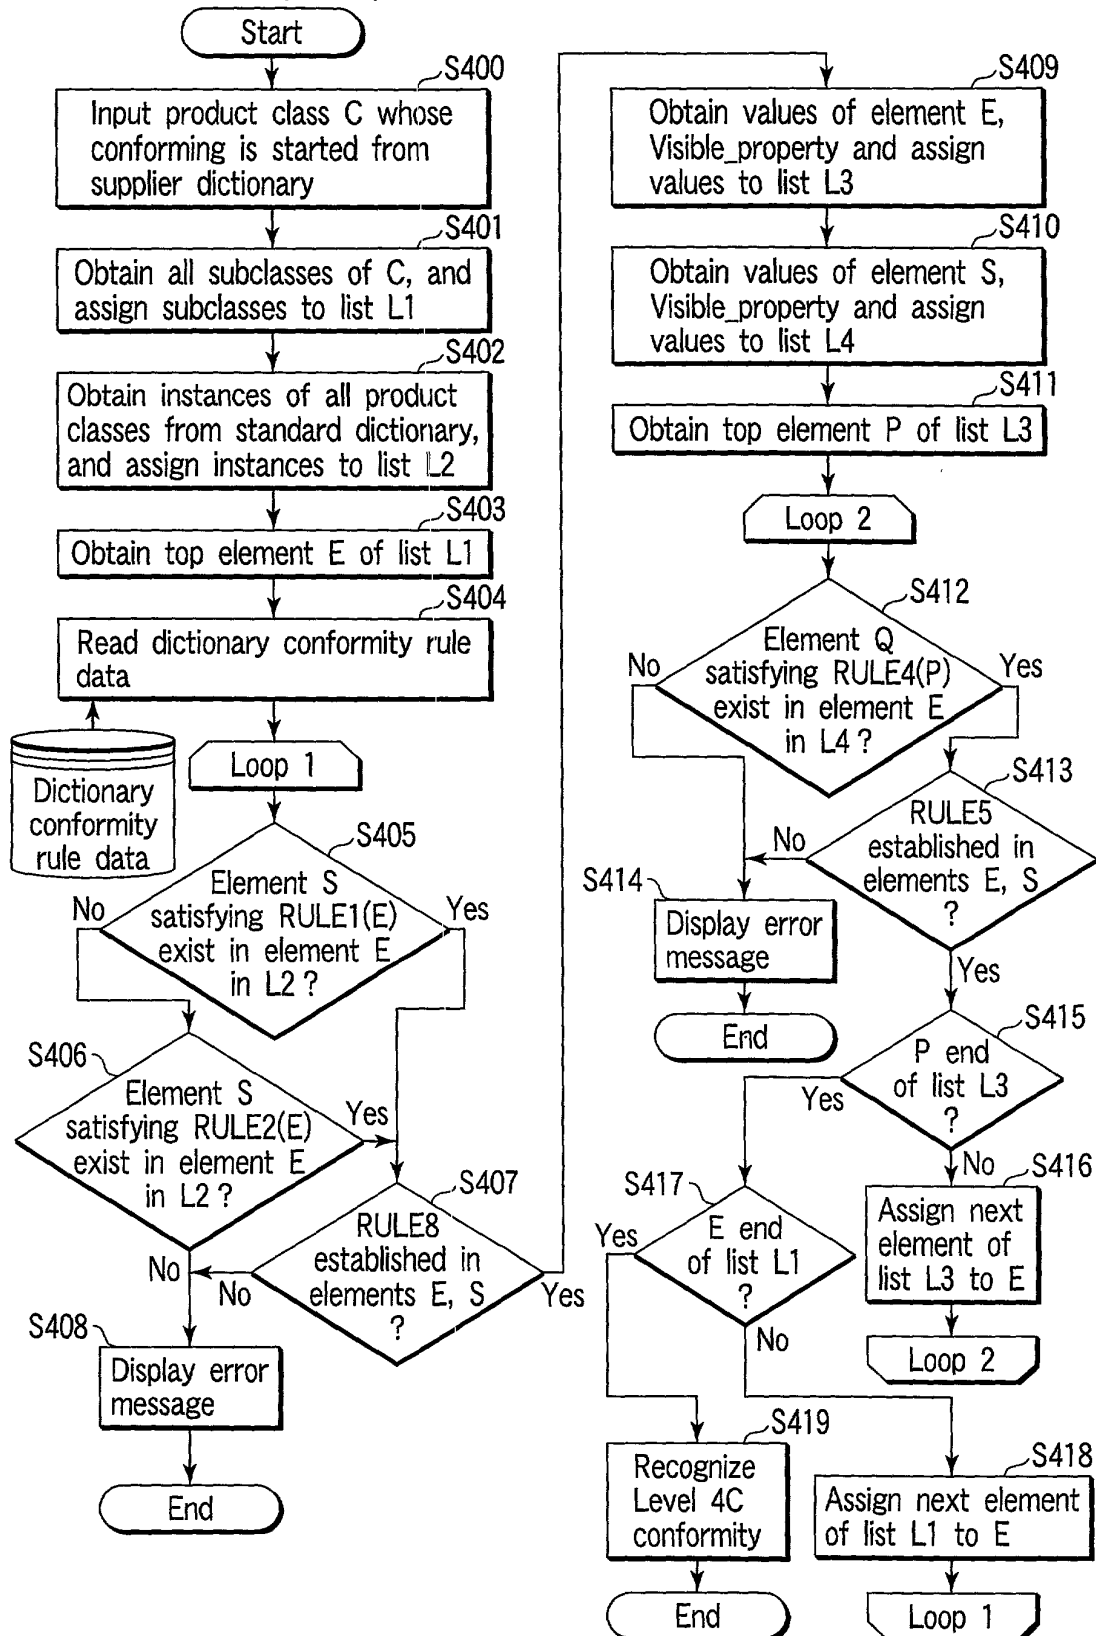 Start
S400
Input product class C whose
conforming is started from
supplier dictionary
S401
Obtain all subclasses of C, and
assign subclasses to list L1
S402
Obtain instances of all product
classes from standard dictionary,
and assign instances to list L2
S403
Obtain top element E of list L1
S404
Read dictionary conformity rule
data
Dictionary
conformity
rule data
Loop 1
S405
Element S
satisfying RULE1(E)
exist in element E
in L2 ?
No
Yes
S406
Element S
satisfying RULE2(E)
exist in element E
in L2 ?
Yes
No
S407
RULE8
established in
elements E, S
?
No
Yes
S408
Display error
message
End
S409
Obtain values of element E,
Visible_property and assign
values to list L3
S410
Obtain values of element S,
Visible_property and assign
values to list L4
S411
Obtain top element P of list L3
Loop 2
S412
Element Q
satisfying RULE4(P)
exist in element E
in L4 ?
No
Yes
S413
RULE5
established in
elements E, S
?
No
Yes
S414
Display error
message
End
S415
P end
of list L3
?
Yes
No
S416
Assign next
element of
list L3 to E
Loop 2
S417
E end
of list L1
?
Yes
No
S419
Recognize
Level 4C
conformity
End
S418
Assign next element
of list L1 to E
Loop 1